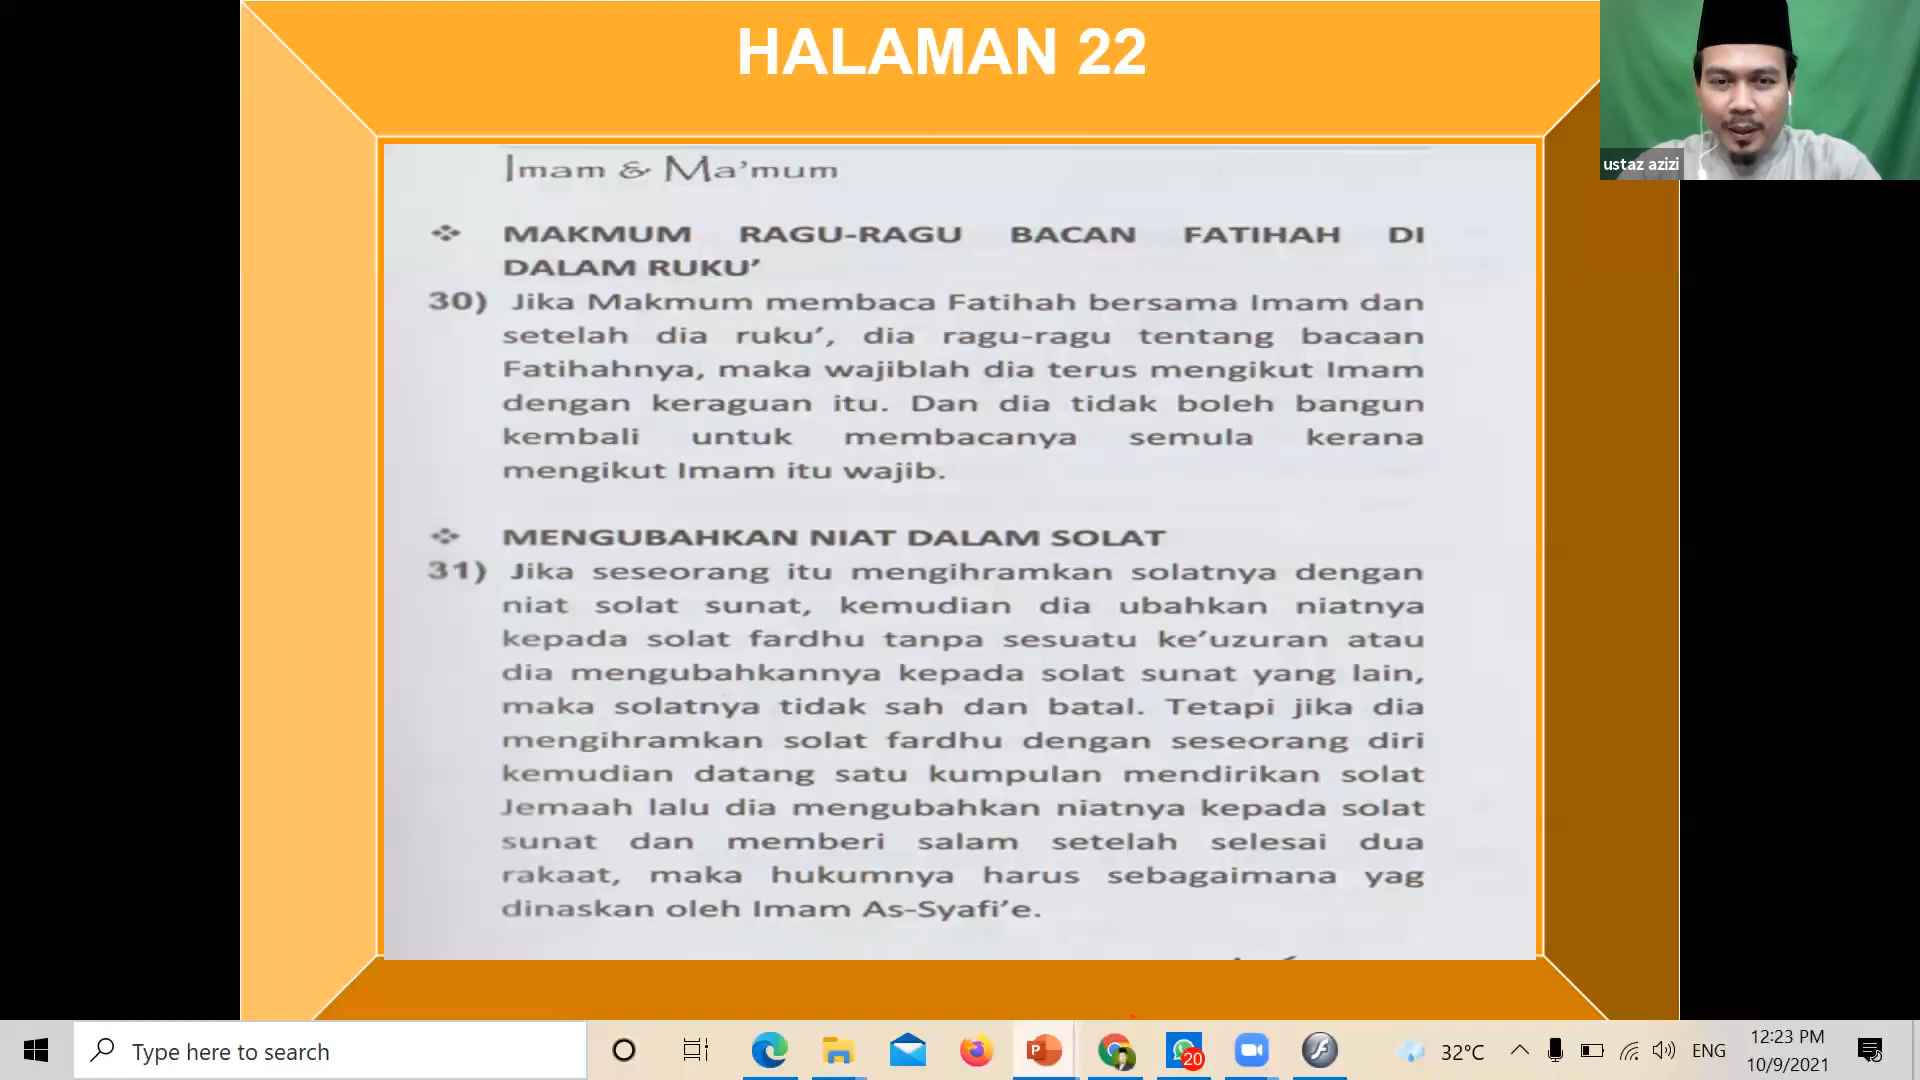 HALAMAN 22
ustaz azizi
Imam & Ma’mum
MAKMUM RAGU-RAGU BACAN FATIHAH DI
DALAM RUKU’
30) Jika Makmum membaca Fatihah bersama Imam dan
setelah dia ruku’, dia ragu-ragu tentang bacaan
Fatihahnya, maka wajiblah dia terus mengikut Imam
dengan keraguan itu. Dan dia tidak boleh bangun
kembali untuk membacanya semula kerana
mengikut Imam itu wajib.
MENGUBAHKAN NIAT DALAM SOLAT
31) Jika seseorang itu mengihramkan solatnya dengan
niat solat sunat, kemudian dia ubahkan niatnya
kepada solat fardhu tanpa sesuatu ke’uzuran atau
dia mengubahkannya kepada solat sunat yang lain,
maka solatnya tidak sah dan batal. Tetapi jika dia
mengihramkan solat fardhu dengan seseorang diri
kemudian datang satu kumpulan mendirikan solat
Jemaah lalu dia mengubahkan niatnya kepada solat
sunat dan memberi salam setelah selesai dua
rakaat, maka hukumnya harus sebagaimana yag
dinaskan oleh Imam As-Syafi’e.
Type here to search
20
32°C
ENG
12:23 PM
10/9/2021